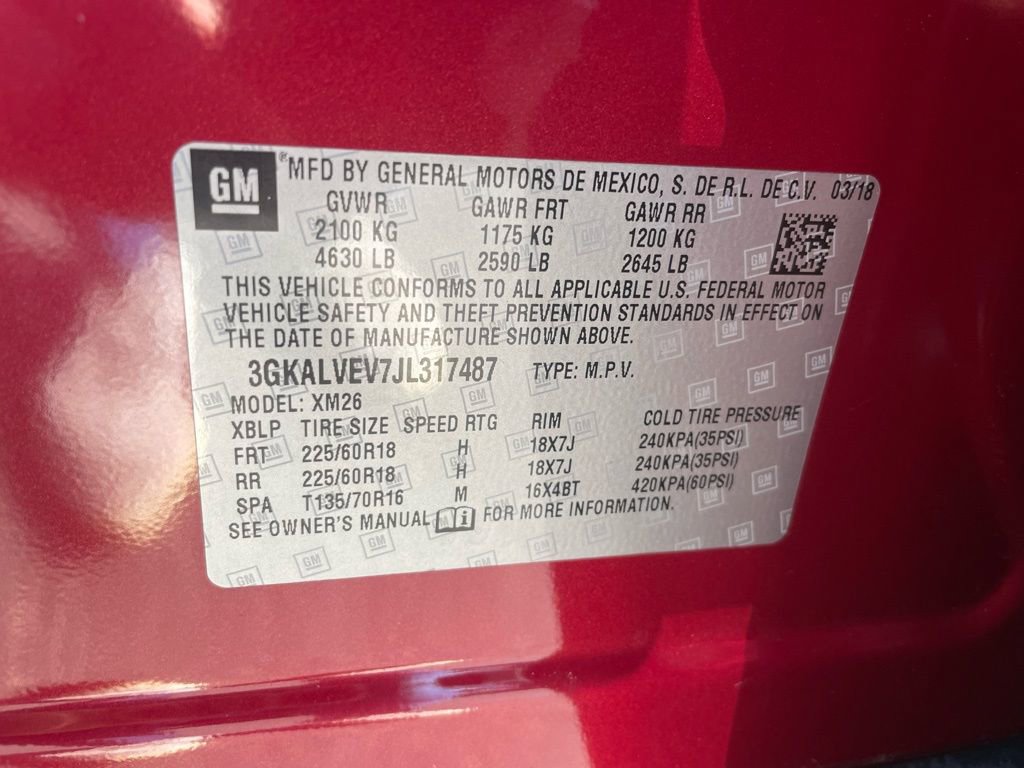 GM ®MFD BY GENERAL MOTORS DE MEXICO, S. DE R.L. DE C.V. 03/18
GVWR GAWR FRT GAWR RR
2100 KG 1175 KG 1200 KG
4630 LB 2590 LB 2645 LB
THIS VEHICLE CONFORMS TO ALL APPLICABLE U.S. FEDERAL MOTOR
VEHICLE SAFETY AND THEFT PREVENTION STANDARDS IN EFFECT ON
THE DATE OF MANUFACTURE SHOWN ABOVE.
3GKALVEV7JL317487 TYPE: M.P.V.
MODEL: XM26
XBLP TIRE SIZE SPEED RTG RIM COLD TIRE PRESSURE
FRT 225/60R18 H 18X7J 240KPA(35PSI)
RR 225/60R18 H 18X7J 240KPA(35PSI)
SPA T135/70R16 M 16X4BT 420KPA(60PSI)
SEE OWNER'S MANUAL FOR MORE INFORMATION.